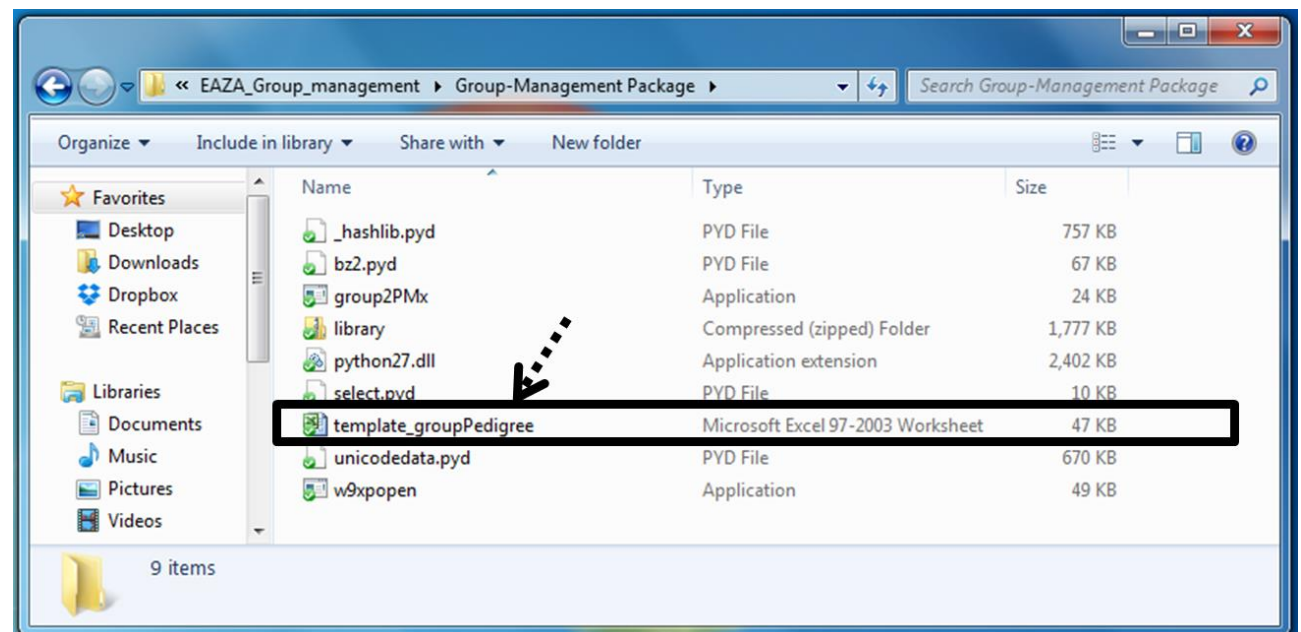 « EAZA_Group_management ▸ Group-Management Package ▸ Search Group-Management Package
Organize Include in library Share with New folder
Name Type Size
Favorites
Desktop
Downloads
Dropbox
Recent Places
Libraries
Documents
Music
Pictures
Videos
_hashlib.pyd PYD File 757 KB
bz2.pyd PYD File 67 KB
group2PMx Application 24 KB
library Compressed (zipped) Folder 1,777 KB
python27.dll Application extension 2,402 KB
select.pyd PYD File 10 KB
template_groupPedigree Microsoft Excel 97-2003 Worksheet 47 KB
unicodedata.pyd PYD File 670 KB
w9xpopen Application 49 KB
9 items